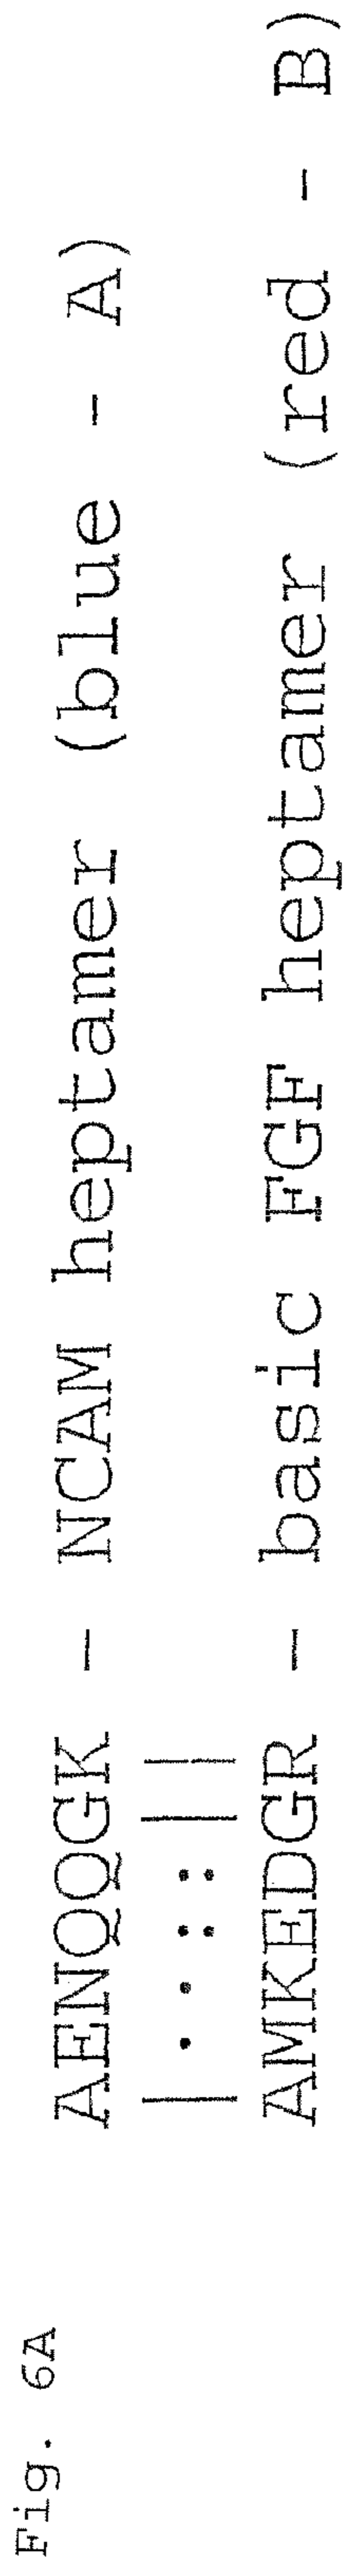 Fig. 6A
AENQQGK - NCAM heptamer (blue - A)
|..::||
AMKEDGR - basic FGF heptamer (red - B)